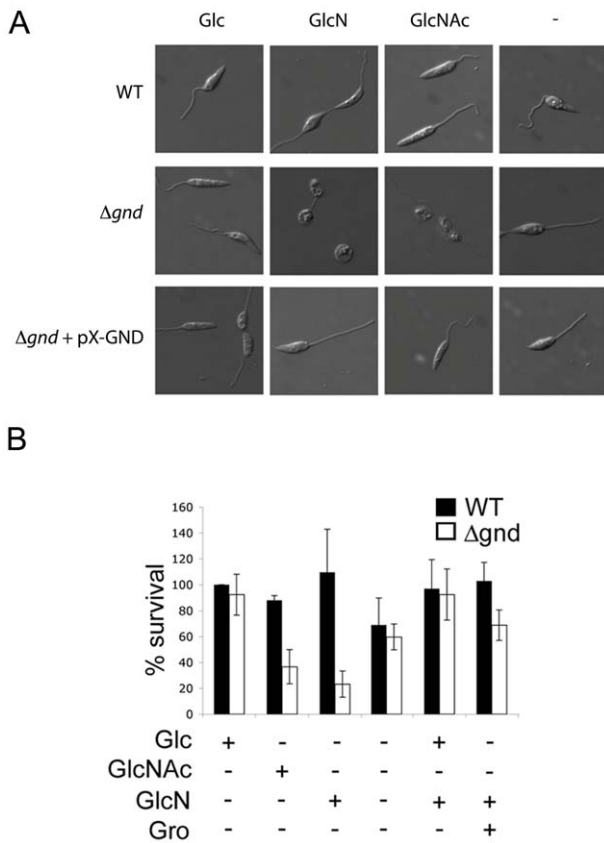 A
Glc GlcN GlcNAc -
WT
Δgnd
Δgnd + pX-GND
B
WT
Δgnd
% survival
160
140
120
100
80
60
40
20
0
Glc + - - - + -
GlcNAc - + - - - -
GlcN - - + - + +
Gro - - - - - +